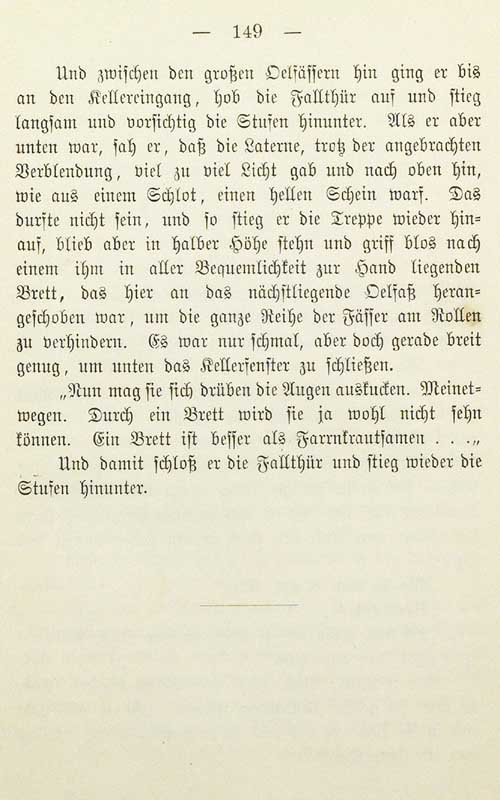 — 149 —
Und zwischen den großen Oelfässern hin ging er bis
an den Kellereingang, hob die Fallthür auf und stieg
langsam und vorsichtig die Stufen hinunter. Als er aber
unten war, sah er, daß die Laterne, trotz der angebrachten
Verblendung, viel zu viel Licht gab und nach oben hin,
wie aus einem Schlot, einen hellen Schein warf. Das
durfte nicht sein, und so stieg er die Treppe wieder hin-
auf, blieb aber in halber Höhe stehn und griff blos nach
einem ihm in aller Bequemlichkeit zur Hand liegenden
Brett, das hier an das nächstliegende Oelfaß heran-
geschoben war, um die ganze Reihe der Fässer am Rollen
zu verhindern. Es war nur schmal, aber doch gerade breit
genug, um unten das Kellerfenster zu schließen.
„Nun mag sie sich drüben die Augen auskucken. Meinet-
wegen. Durch ein Brett wird sie ja wohl nicht sehn
können. Ein Brett ist besser als Farrnkrautsamen . . .„
Und damit schloß er die Fallthür und stieg wieder die
Stufen hinunter.